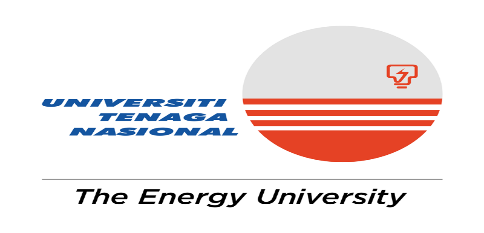 UNIVERSITI
TENAGA
NASIONAL
The Energy University